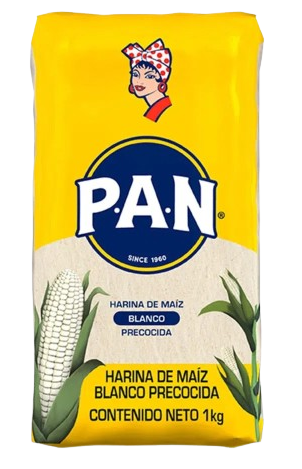 P.A.N®
SINCE 1960
HARINA DE MAÍZ
BLANCO
PRECOCIDA
HARINA DE MAÍZ
BLANCO PRECOCIDA
CONTENIDO NETO 1kg